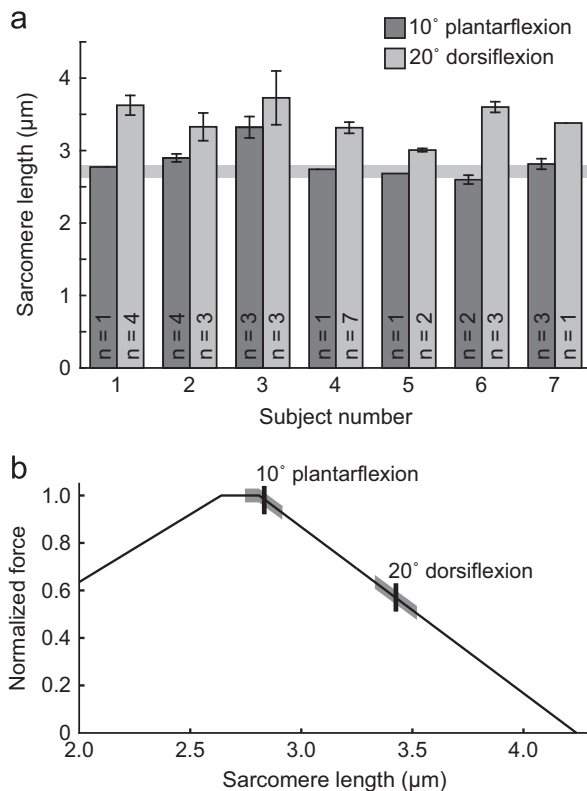 a
10° plantarflexion
20° dorsiflexion
Sarcomere length (μm)
5
4
3
2
1
0
n = 1
n = 4
n = 4
n = 3
n = 3
n = 3
n = 1
n = 7
n = 1
n = 2
n = 2
n = 3
n = 3
n = 1
1 2 3 4 5 6 7
Subject number
b
10° plantarflexion
20° dorsiflexion
Normalized force
1.0
0.8
0.6
0.4
0.2
0
2.0 2.5 3.0 3.5 4.0
Sarcomere length (μm)